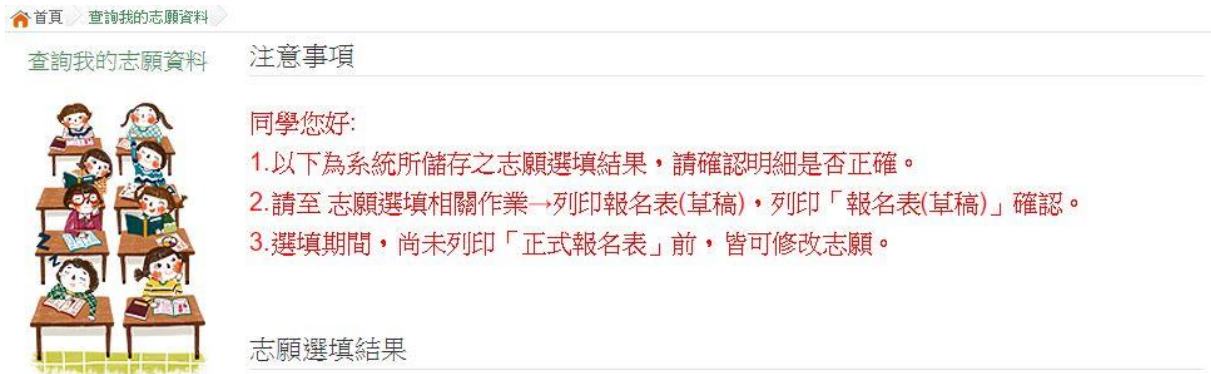 首頁 查詢我的志願資料
查詢我的志願資料
注意事項
同學您好:
1.以下為系統所儲存之志願選填結果，請確認明細是否正確。
2.請至 志願選填相關作業→列印報名表(草稿)，列印「報名表(草稿)」確認。
3.選填期間，尚未列印「正式報名表」前，皆可修改志願。
志願選填結果